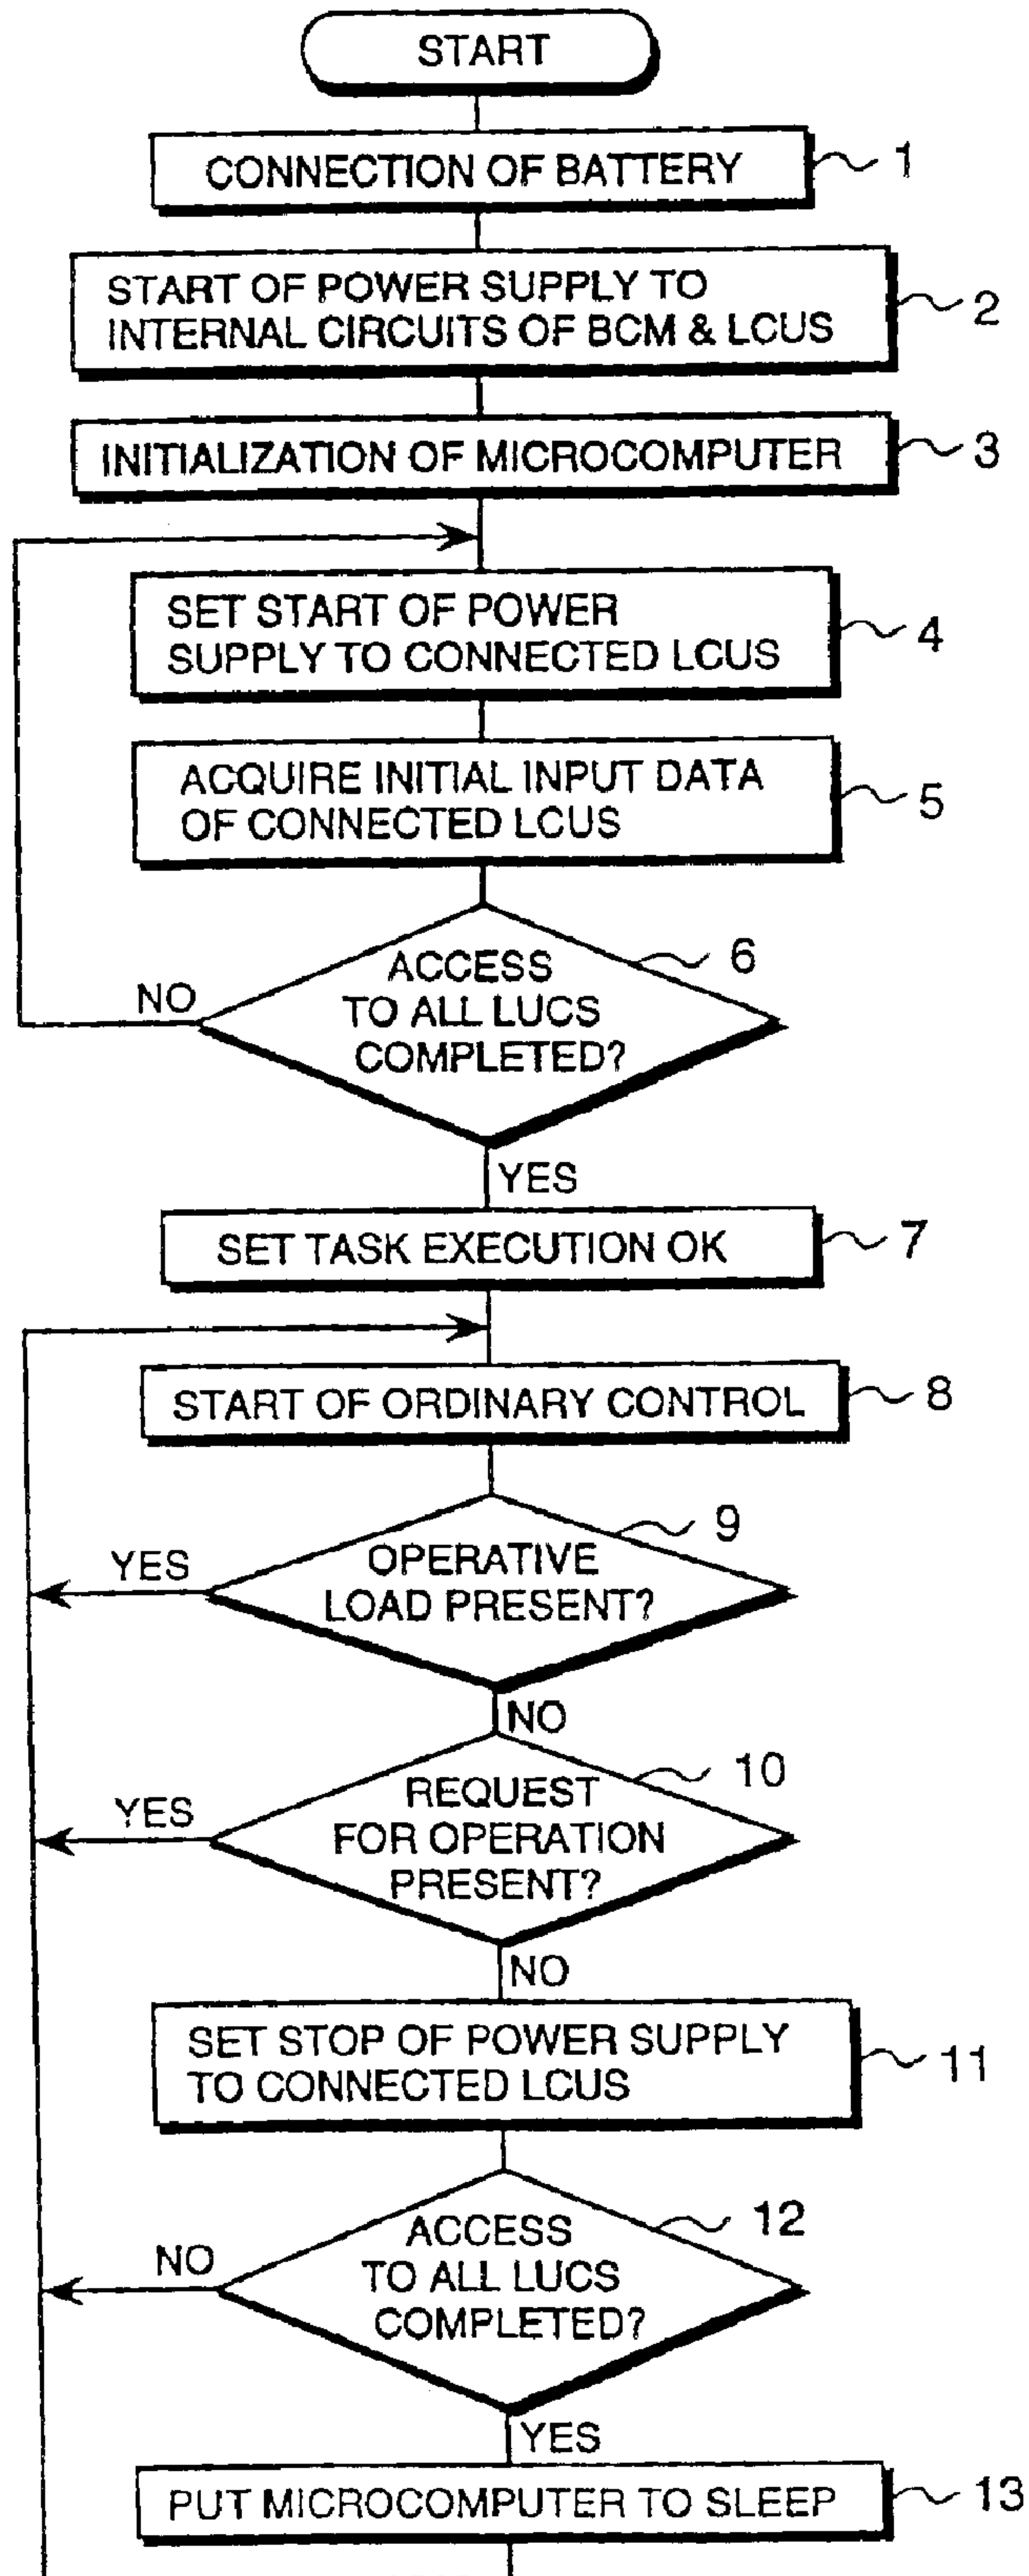 START
CONNECTION OF BATTERY
1
START OF POWER SUPPLY TO
INTERNAL CIRCUITS OF BCM & LCUS
2
INITIALIZATION OF MICROCOMPUTER
3
SET START OF POWER
SUPPLY TO CONNECTED LCUS
4
ACQUIRE INITIAL INPUT DATA
OF CONNECTED LCUS
5
ACCESS
TO ALL LUCS
COMPLETED?
6
NO
YES
SET TASK EXECUTION OK
7
START OF ORDINARY CONTROL
8
OPERATIVE
LOAD PRESENT?
9
YES
NO
REQUEST
FOR OPERATION
PRESENT?
10
YES
NO
SET STOP OF POWER SUPPLY
TO CONNECTED LCUS
11
ACCESS
TO ALL LUCS
COMPLETED?
12
NO
YES
PUT MICROCOMPUTER TO SLEEP
13